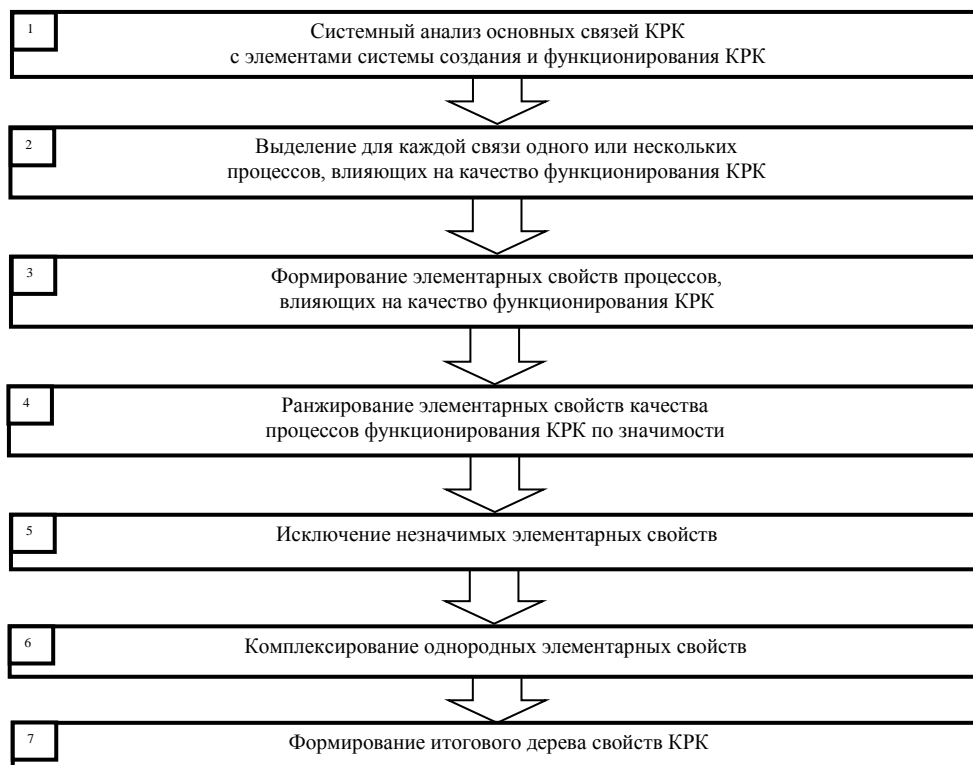 1
Системный анализ основных связей КРК
с элементами системы создания и функционирования КРК
2
Выделение для каждой связи одного или нескольких
процессов, влияющих на качество функционирования КРК
3
Формирование элементарных свойств процессов,
влияющих на качество функционирования КРК
4
Ранжирование элементарных свойств качества
процессов функционирования КРК по значимости
5
Исключение незначимых элементарных свойств
6
Комплексирование однородных элементарных свойств
7
Формирование итогового дерева свойств КРК